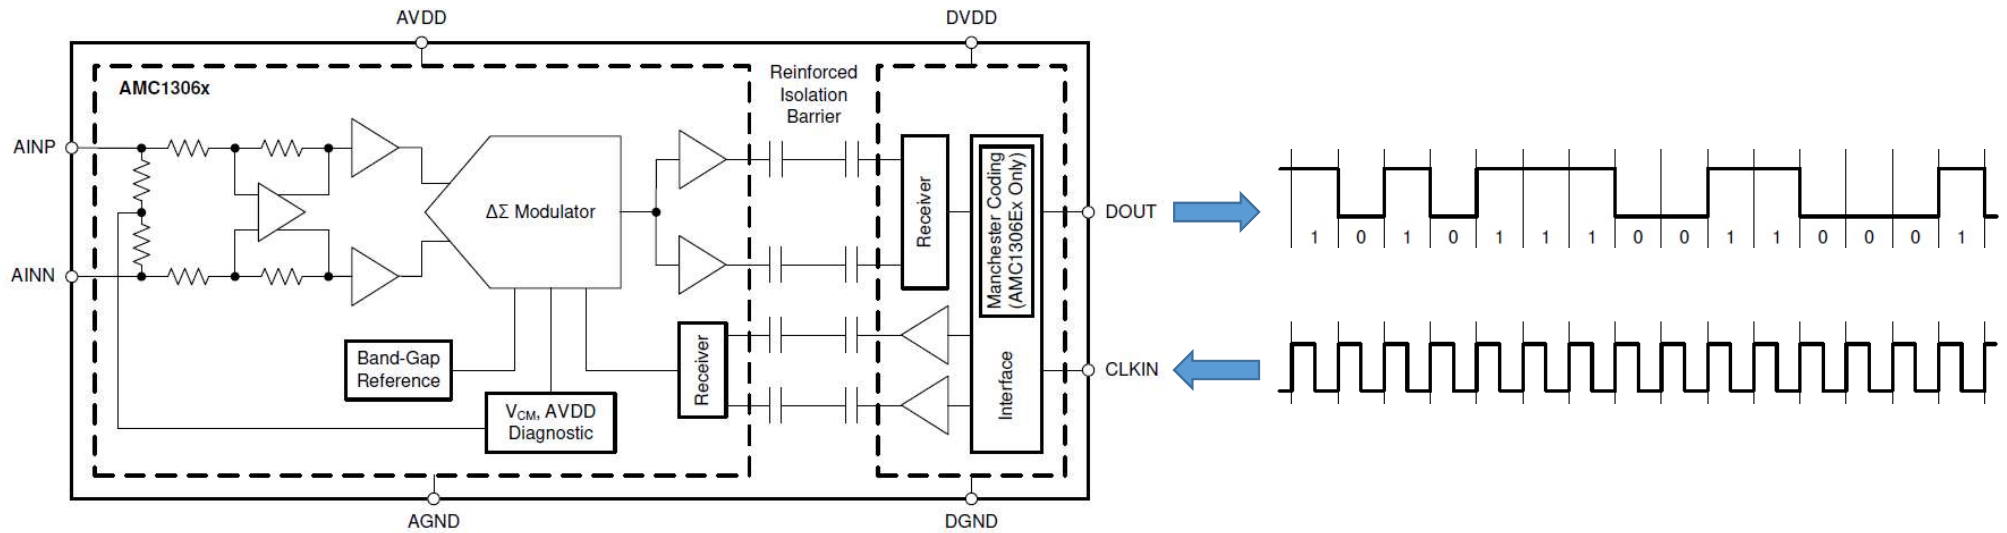 AVDD
DVDD
AMC1306x
Reinforced
Isolation
Barrier
AINP
AINN
ΔΣ Modulator
Receiver
Manchester Coding
(AMC1306Ex Only)
Interface
DOUT
1 0 1 0 1 1 1 0 0 1 1 0 0 0 1
Band-Gap
Reference
Receiver
CLKIN
VCM, AVDD
Diagnostic
AGND
DGND